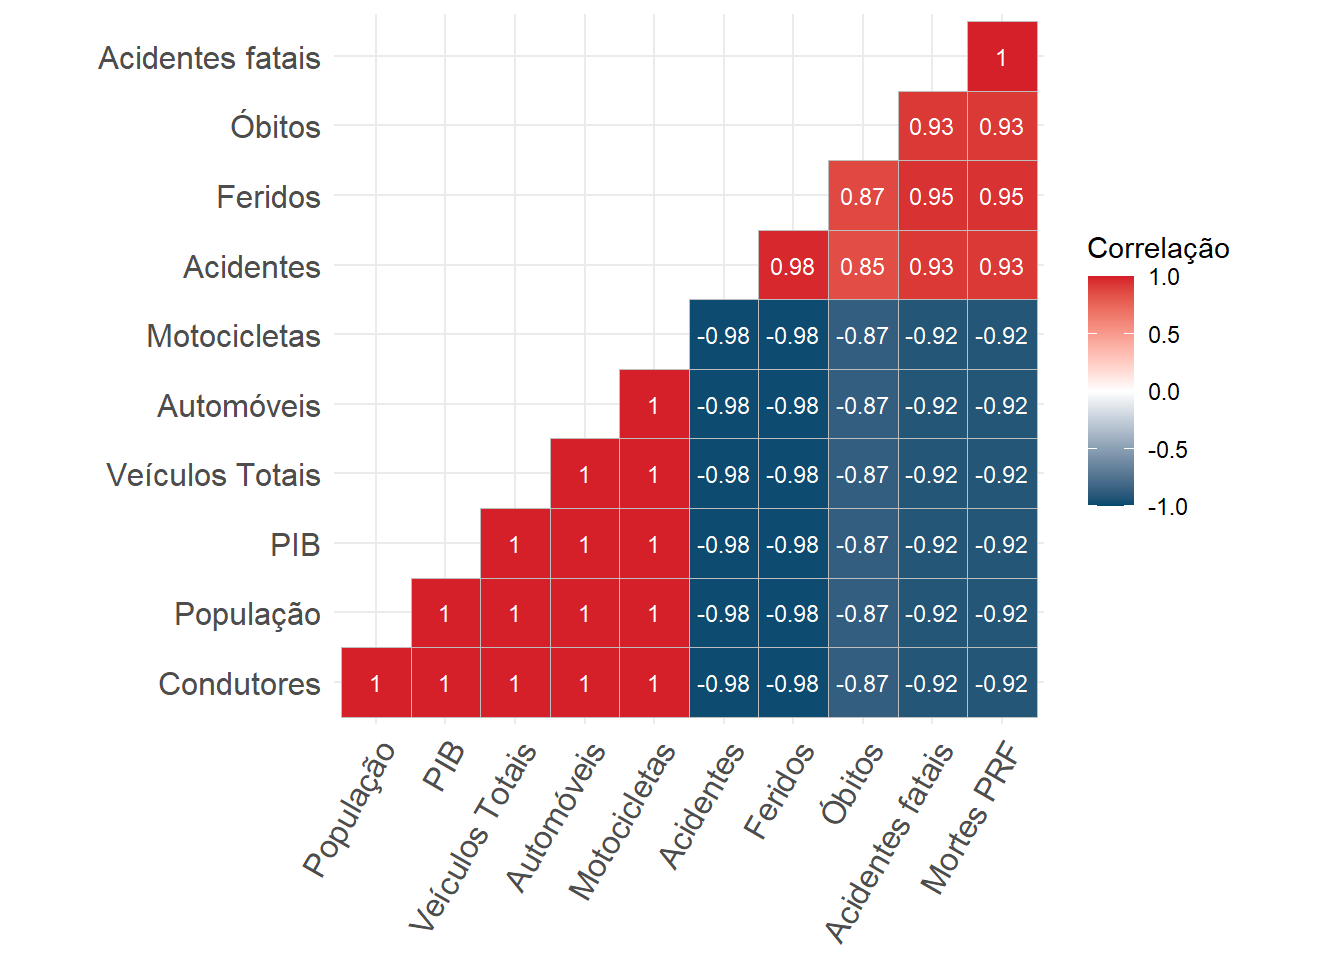 Acidentes fatais 1
Óbitos 0.93 0.93
Feridos 0.87 0.95 0.95
Acidentes 0.98 0.85 0.93 0.93
Motocicletas -0.98 -0.98 -0.87 -0.92 -0.92
Automóveis 1 -0.98 -0.98 -0.87 -0.92 -0.92
Veículos Totais 1 1 -0.98 -0.98 -0.87 -0.92 -0.92
PIB 1 1 1 -0.98 -0.98 -0.87 -0.92 -0.92
População 1 1 1 1 -0.98 -0.98 -0.87 -0.92 -0.92
Condutores 1 1 1 1 1 -0.98 -0.98 -0.87 -0.92 -0.92
População
PIB
Veículos Totais
Automóveis
Motocicletas
Acidentes
Feridos
Óbitos
Acidentes fatais
Mortes PRF
Correlação
1.0
0.5
0.0
-0.5
-1.0